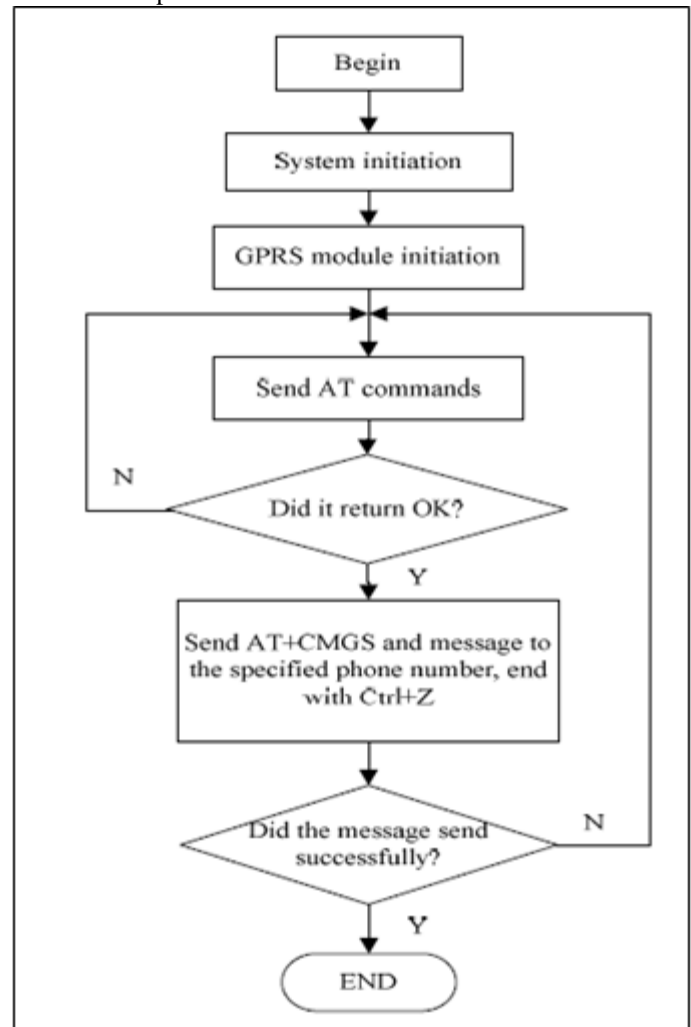 Begin
System initiation
GPRS module initiation
Send AT commands
N
Did it return OK?
Y
Send AT+CMGS and message to
the specified phone number, end
with Ctrl+Z
Did the message send
successfully?
N
Y
END